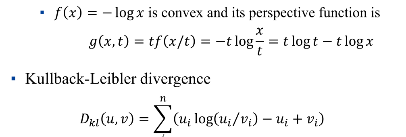 ▪ f(x) = − log x is convex and its perspective function is
g(x, t) = tf(x/t) = −t log x/t = t log t − t log x
▪ Kullback-Leibler divergence
D_kl(u, v) = ∑ⁿ (u_i log(u_i/v_i) − u_i + v_i)